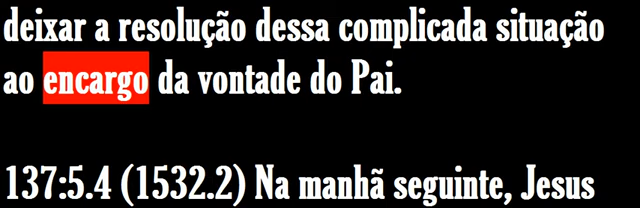 deixar a resolução dessa complicada situação
ao encargo da vontade do Pai.
137:5.4 (1532.2) Na manhã seguinte, Jesus